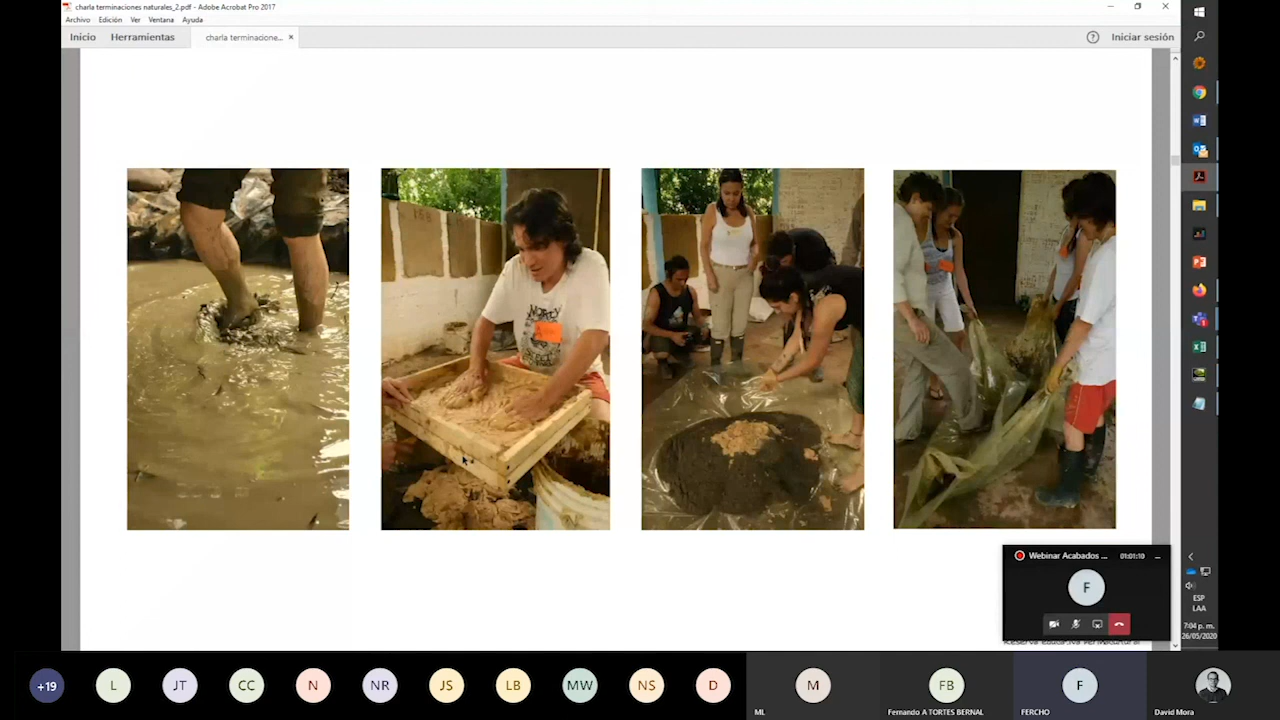 charla terminaciones naturales_2.pdf - Adobe Acrobat Pro 2017
Archivo Edición Ver Ventana Ayuda
Inicio Herramientas charla terminacione... × Iniciar sesión
Webinar Acabados ... 01:01:10
F
ESP
LAA
7:04 p. m.
26/05/2020
+19 L JT CC N NR JS LB MW NS D M FB F
ML Fernando A TORTES BERNAL FERCHO David Mora